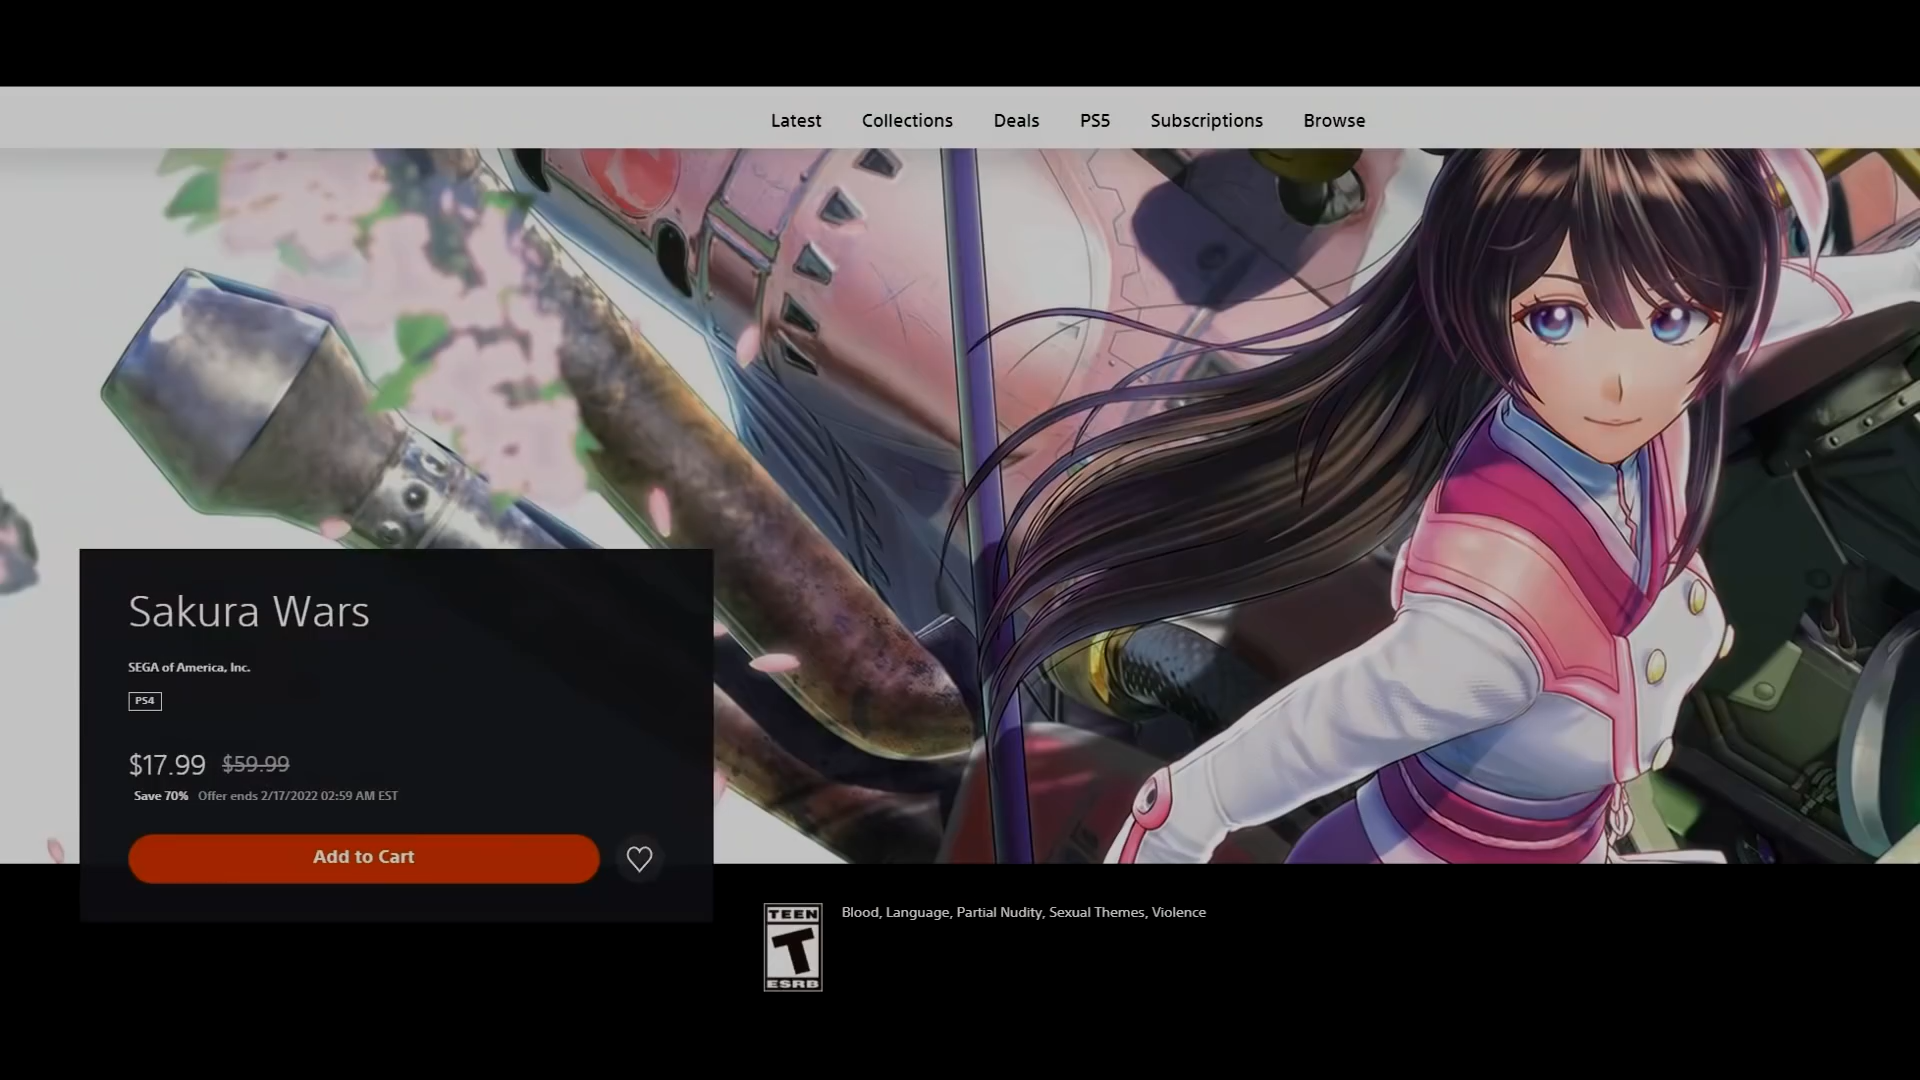 Latest Collections Deals PS5 Subscriptions Browse
Sakura Wars
SEGA of America, Inc.
PS4
$17.99 $59.99
Save 70% Offer ends 2/17/2022 02:59 AM EST
Add to Cart
TEEN
T
ESRB
Blood, Language, Partial Nudity, Sexual Themes, Violence